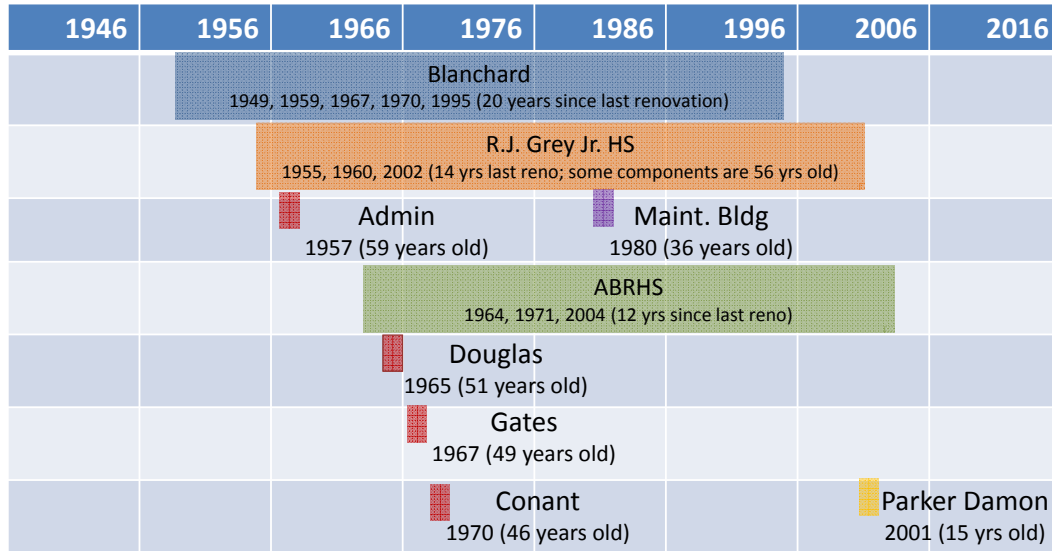 1946 1956 1966 1976 1986 1996 2006 2016
Blanchard
1949, 1959, 1967, 1970, 1995 (20 years since last renovation)
R.J. Grey Jr. HS
1955, 1960, 2002 (14 yrs last reno; some components are 56 yrs old)
Admin
1957 (59 years old)
Maint. Bldg
1980 (36 years old)
ABRHS
1964, 1971, 2004 (12 yrs since last reno)
Douglas
1965 (51 years old)
Gates
1967 (49 years old)
Conant
1970 (46 years old)
Parker Damon
2001 (15 yrs old)